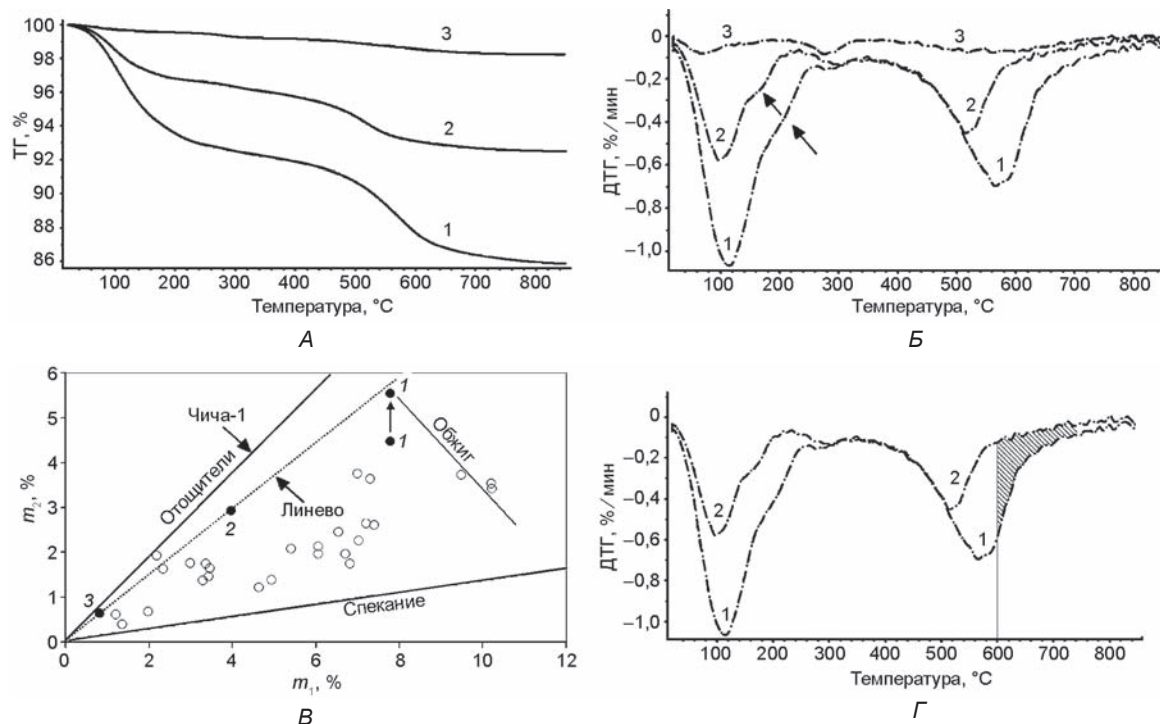 ТГ, %
100
98
96
94
92
90
88
86
3
2
1
100 200 300 400 500 600 700 800
Температура, °C
А
ДТГ, %/мин
0
–0,2
–0,4
–0,6
–0,8
–1,0
3
3
2
2
1
1
100 200 300 400 500 600 700 800
Температура, °C
Б
m2, %
6
5
4
3
2
1
0
Чича-1
Отощители
Линево
Обжиг
Спекание
1
1
2
3
0 2 4 6 8 10 12
m1, %
В
ДТГ, %/мин
0
–0,2
–0,4
–0,6
–0,8
–1,0
2
2
1
1
100 200 300 400 500 600 700 800
Температура, °C
Г